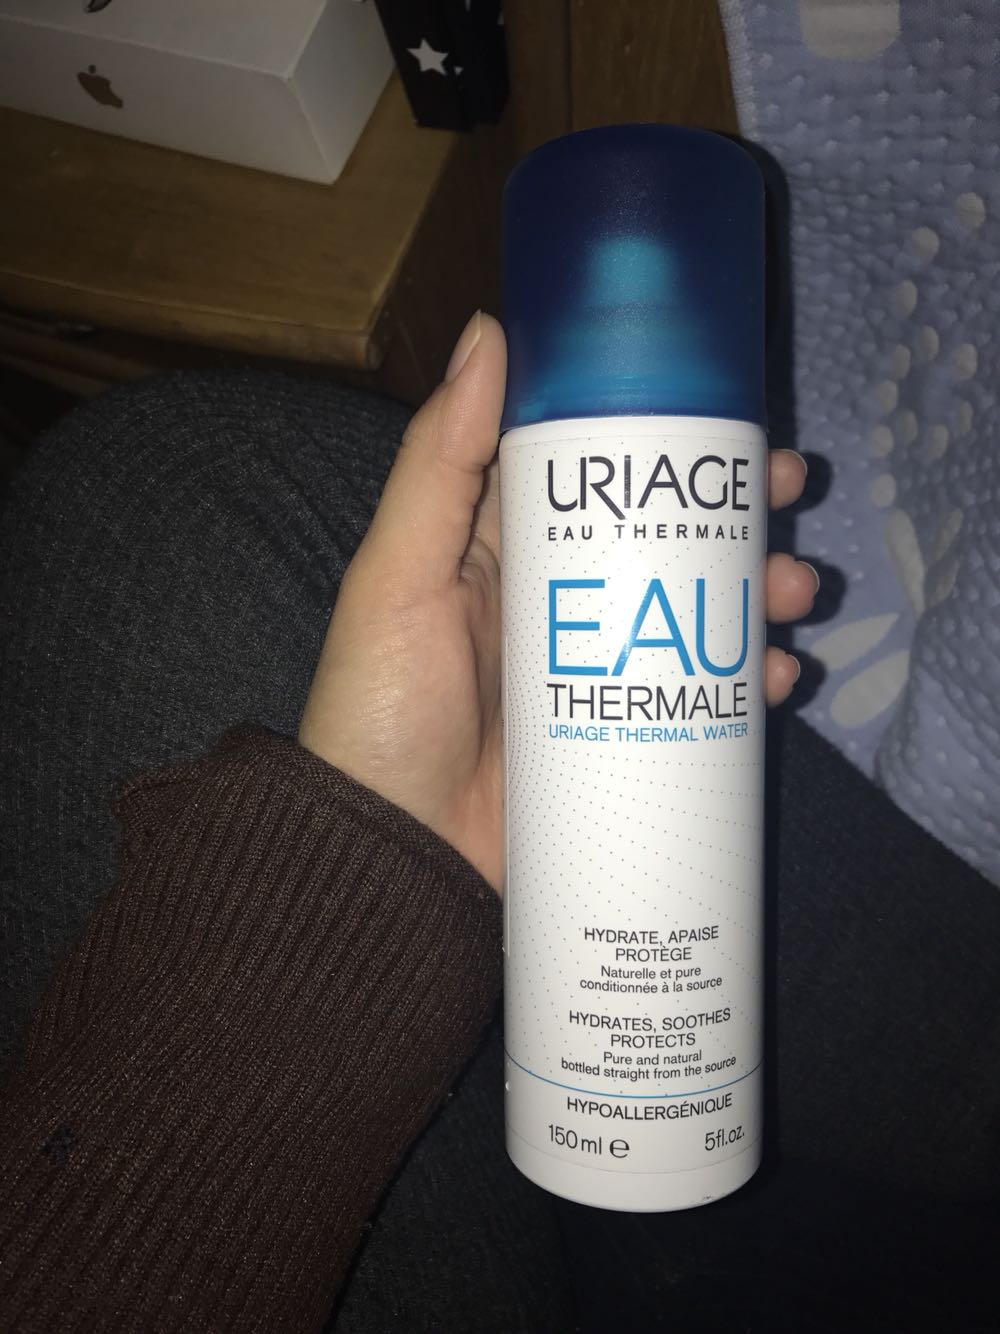 URIAGE
EAU THERMALE
EAU
THERMALE
URIAGE THERMAL WATER
HYDRATE, APAISE
PROTÈGE
Naturelle et pure
conditionnée à la source
HYDRATES, SOOTHES
PROTECTS
Pure and natural
bottled straight from the source
HYPOALLERGÉNIQUE
150 ml e 5fl.oz.